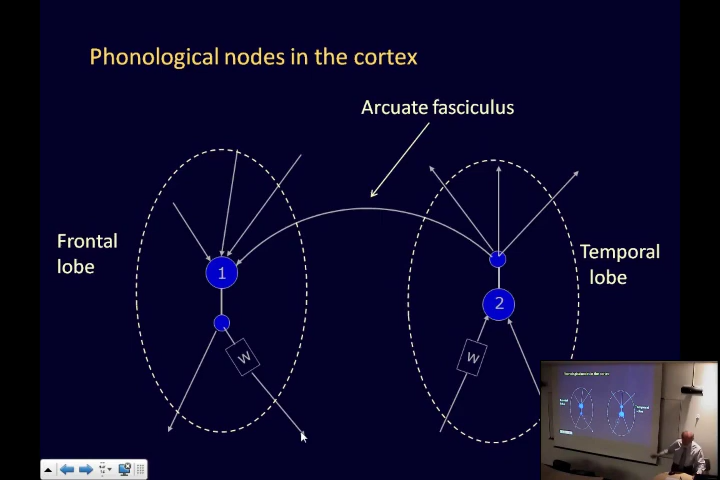 Phonological nodes in the cortex
Arcuate fasciculus
Frontal
lobe
Temporal
lobe
1
2
W
W